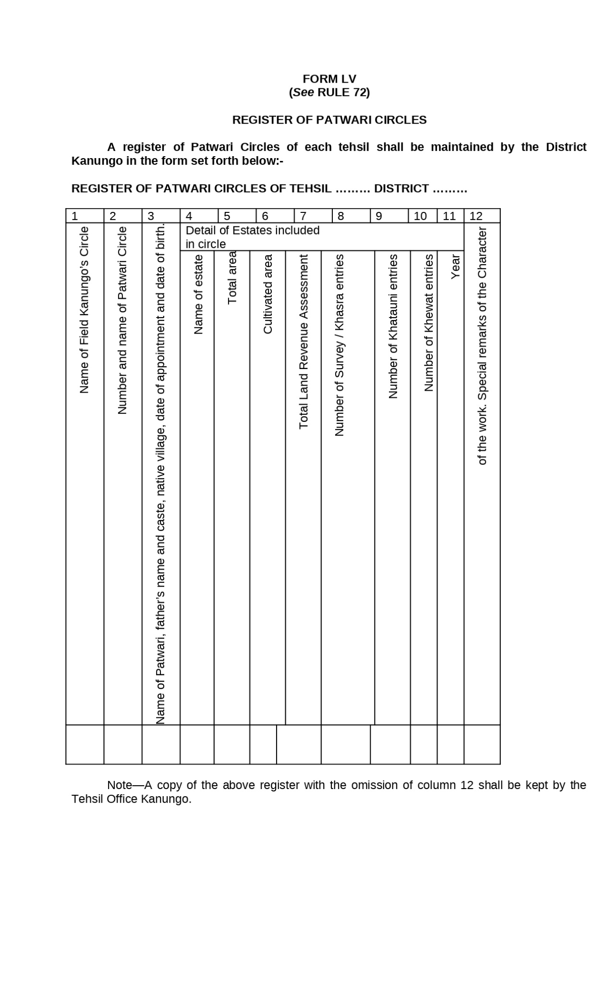 FORM LV
(See RULE 72)
REGISTER OF PATWARI CIRCLES
A register of Patwari Circles of each tehsil shall be maintained by the District
Kanungo in the form set forth below:-
REGISTER OF PATWARI CIRCLES OF TEHSIL ……… DISTRICT ………
1 2 3 4 5 6 7 8 9 10 11 12
Name of Field Kanungo’s Circle
Number and name of Patwari Circle
Name of Patwari, father’s name and caste, native village, date of appointment and date of birth.
Detail of Estates included
in circle
Name of estate
Total area
Cultivated area
Total Land Revenue Assessment
Number of Survey / Khasra entries
Number of Khatauni entries
Number of Khewat entries
Year
of the work. Special remarks of the Character
Note—A copy of the above register with the omission of column 12 shall be kept by the
Tehsil Office Kanungo.